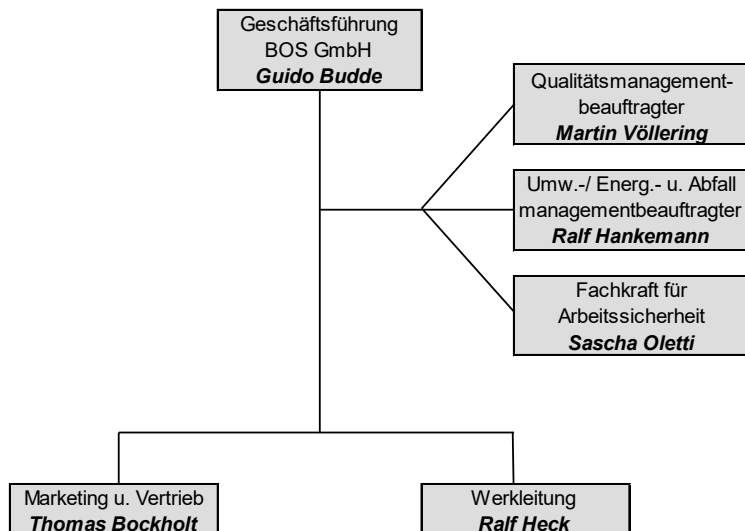 Geschäftsführung
BOS GmbH
Guido Budde
Qualitätsmanagement-
beauftragter
Martin Völlering
Umw.-/ Energ.- u. Abfall
managementbeauftragter
Ralf Hankemann
Fachkraft für
Arbeitssicherheit
Sascha Oletti
Marketing u. Vertrieb
Thomas Bockholt
Werkleitung
Ralf Heck